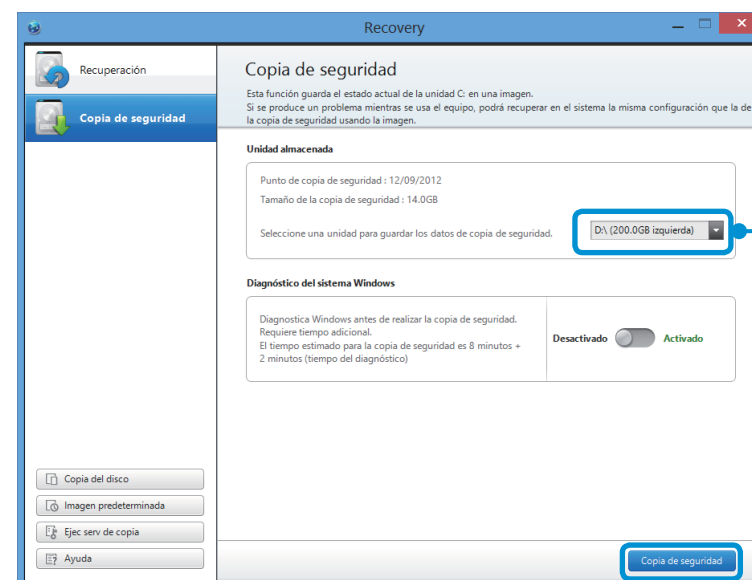 Recovery
Recuperación
Copia de seguridad
Copia de seguridad
Esta función guarda el estado actual de la unidad C: en una imagen.
Si se produce un problema mientras se usa el equipo, podrá recuperar en el sistema la misma configuración que la de
la copia de seguridad usando la imagen.
Unidad almacenada
Punto de copia de seguridad : 12/09/2012
Tamaño de la copia de seguridad : 14.0GB
Seleccione una unidad para guardar los datos de copia de seguridad.
D:\ (200.0GB izquierda)
Diagnóstico del sistema Windows
Diagnostica Windows antes de realizar la copia de seguridad.
Requiere tiempo adicional.
El tiempo estimado para la copia de seguridad es 8 minutos +
2 minutos (tiempo del diagnóstico)
Desactivado
Activado
Copia del disco
Imagen predeterminada
Ejec serv de copia
Ayuda
Copia de seguridad